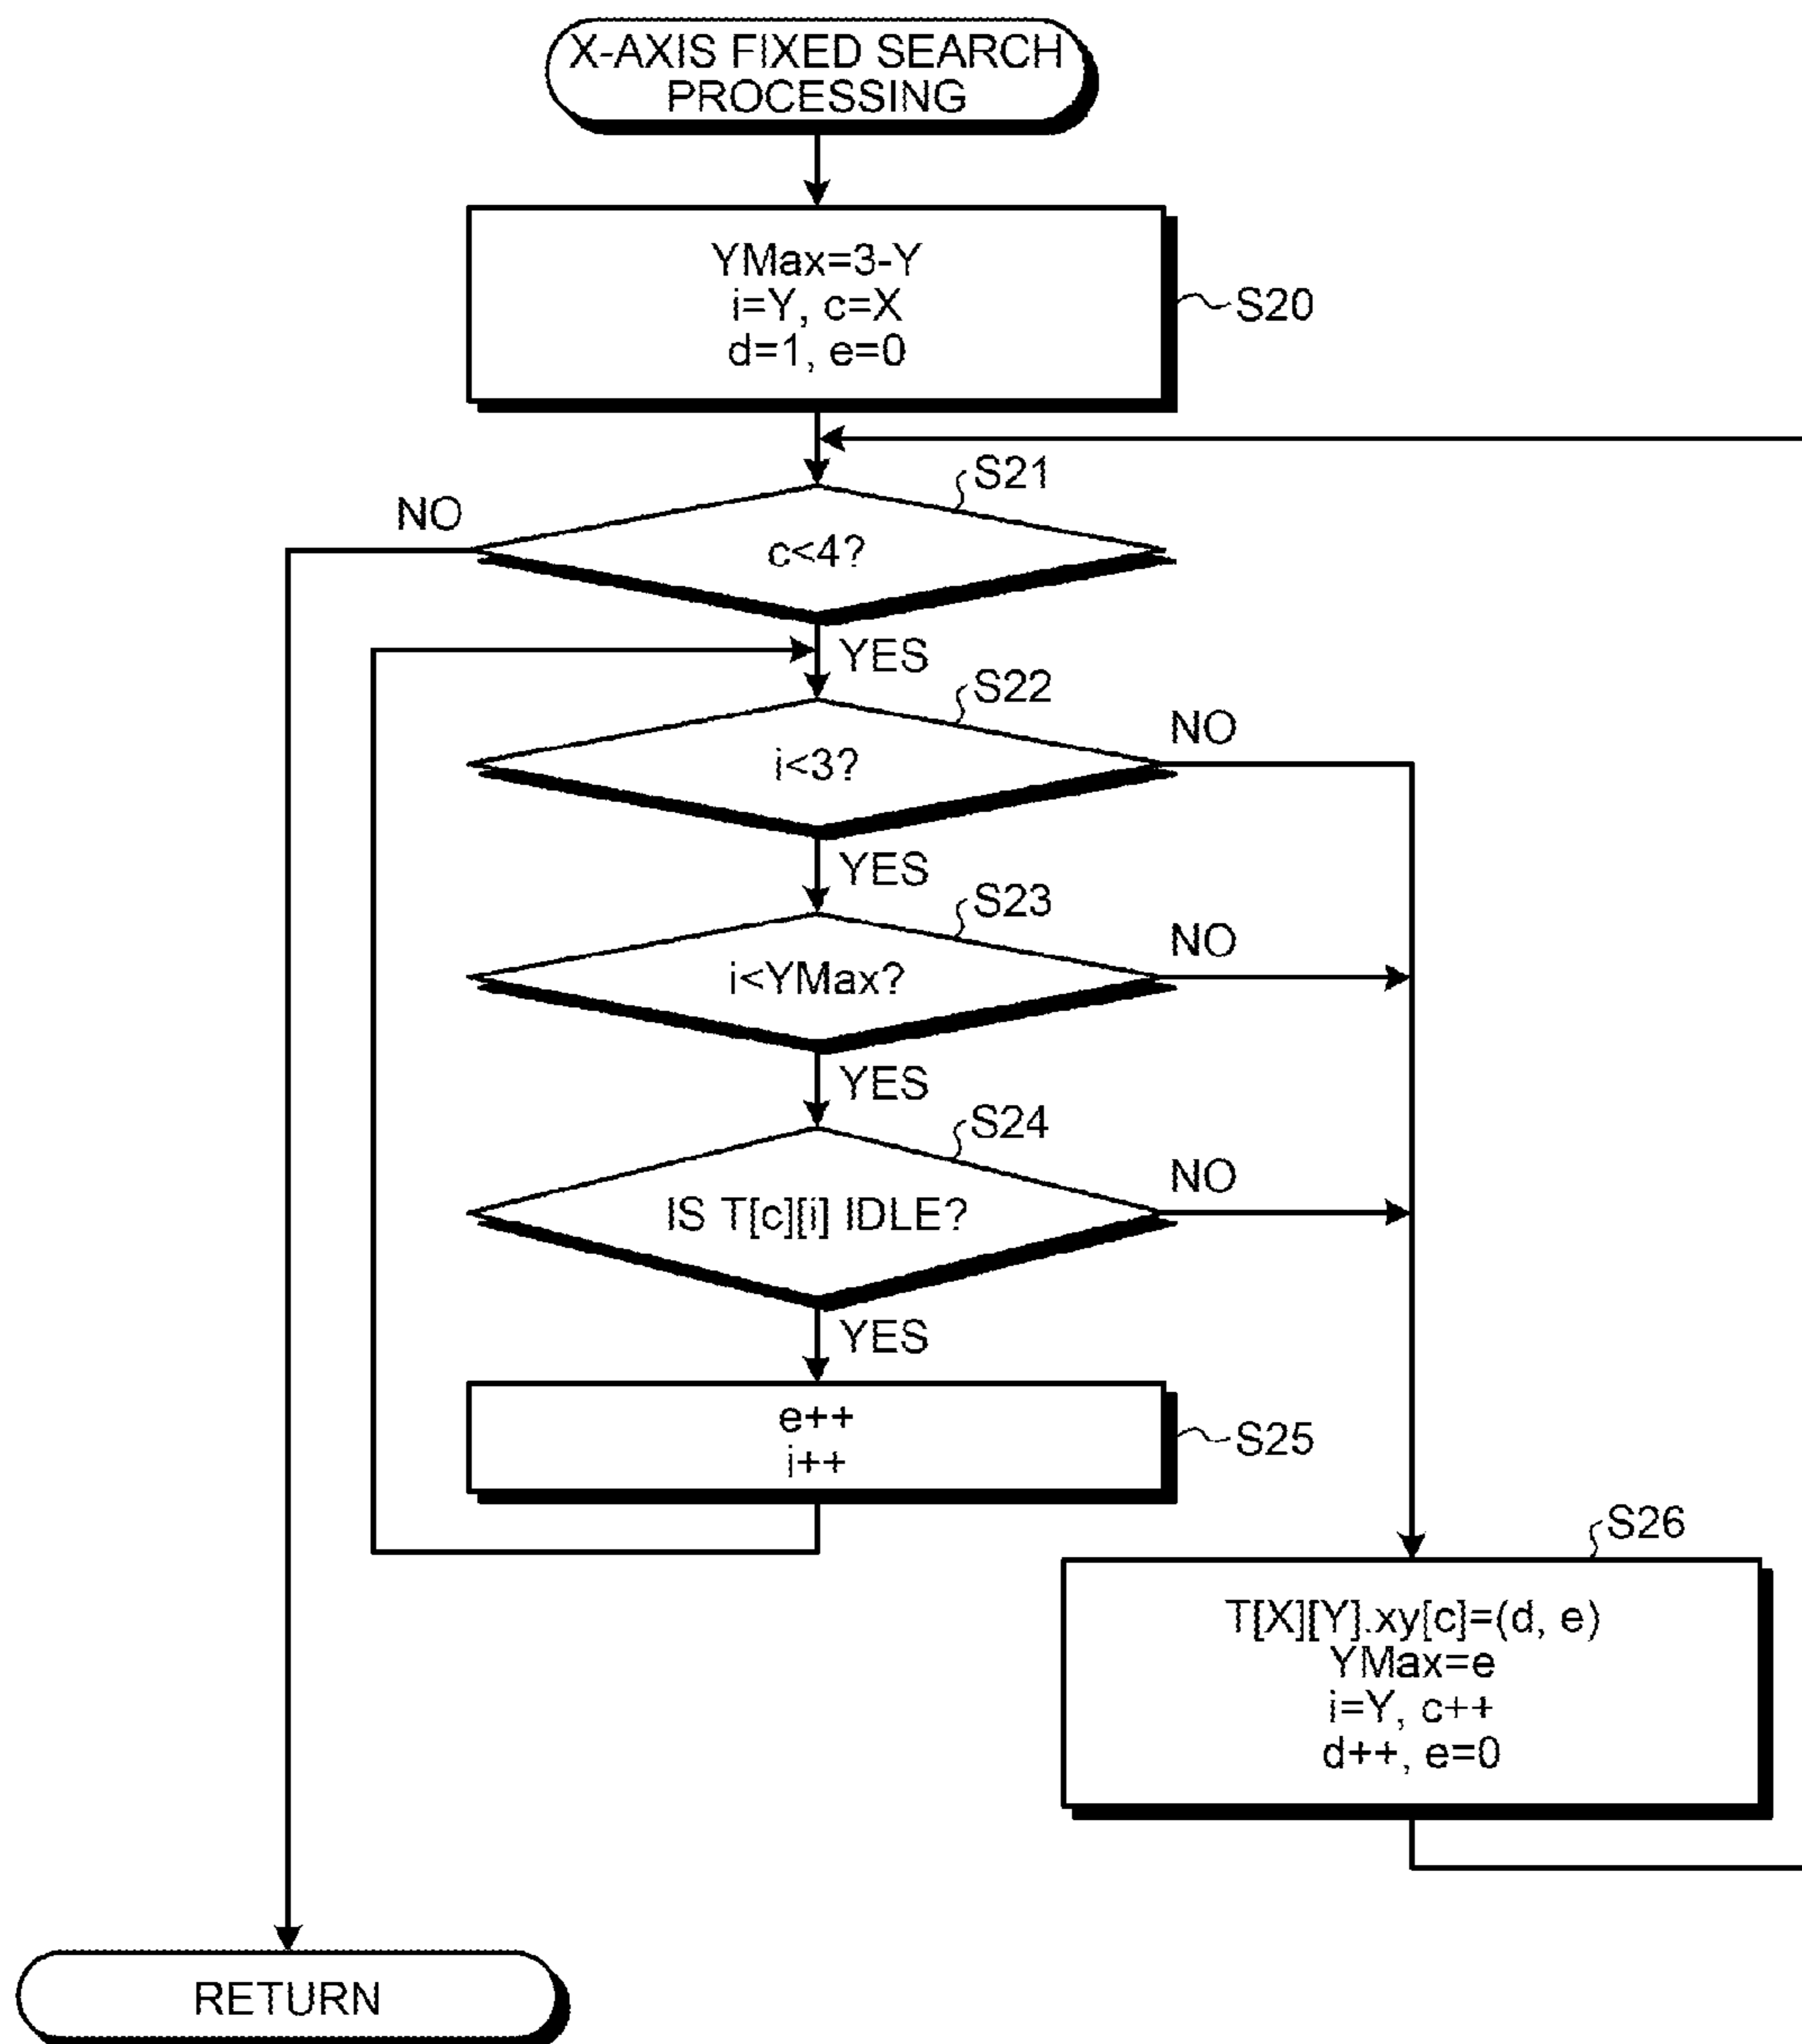 X-AXIS FIXED SEARCH
PROCESSING
YMax=3-Y
i=Y, c=X
d=1, e=0
S20
S21
NO
c<4?
YES
S22
NO
i<3?
YES
S23
NO
i<YMax?
YES
S24
NO
IS T[c][i] IDLE?
YES
e++
i++
S25
S26
T[X][Y].xy[c]=(d, e)
YMax=e
i=Y, c++
d++, e=0
RETURN